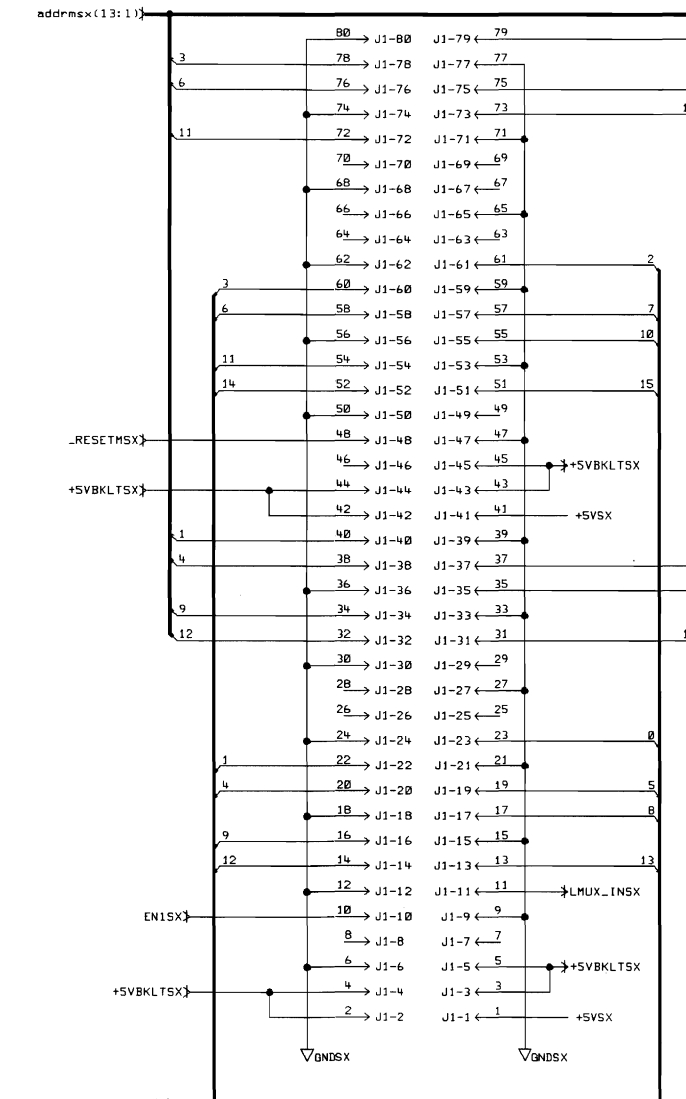 addrmsx(13:1)
80 J1-80 J1-79 79
3 78 J1-78 J1-77 77
6 76 J1-76 J1-75 75
74 J1-74 J1-73 73 1
11 72 J1-72 J1-71 71
70 J1-70 J1-69 69
68 J1-68 J1-67 67
66 J1-66 J1-65 65
64 J1-64 J1-63 63
62 J1-62 J1-61 61 2
3 60 J1-60 J1-59 59
6 58 J1-58 J1-57 57 7
56 J1-56 J1-55 55 10
11 54 J1-54 J1-53 53
14 52 J1-52 J1-51 51 15
50 J1-50 J1-49 49
_RESETMSX 48 J1-48 J1-47 47
46 J1-46 J1-45 45 +5VBKLTSX
+5VBKLTSX 44 J1-44 J1-43 43
42 J1-42 J1-41 41 +5VSX
1 40 J1-40 J1-39 39
4 38 J1-38 J1-37 37
36 J1-36 J1-35 35
9 34 J1-34 J1-33 33
12 32 J1-32 J1-31 31 1
30 J1-30 J1-29 29
28 J1-28 J1-27 27
26 J1-26 J1-25 25
24 J1-24 J1-23 23 0
1 22 J1-22 J1-21 21
4 20 J1-20 J1-19 19 5
18 J1-18 J1-17 17 8
9 16 J1-16 J1-15 15
12 14 J1-14 J1-13 13 13
12 J1-12 J1-11 11 LMUX_INSX
EN1SX 10 J1-10 J1-9 9
8 J1-8 J1-7 7
6 J1-6 J1-5 5 +5VBKLTSX
+5VBKLTSX 4 J1-4 J1-3 3
2 J1-2 J1-1 1 +5VSX
GNDSX GNDSX